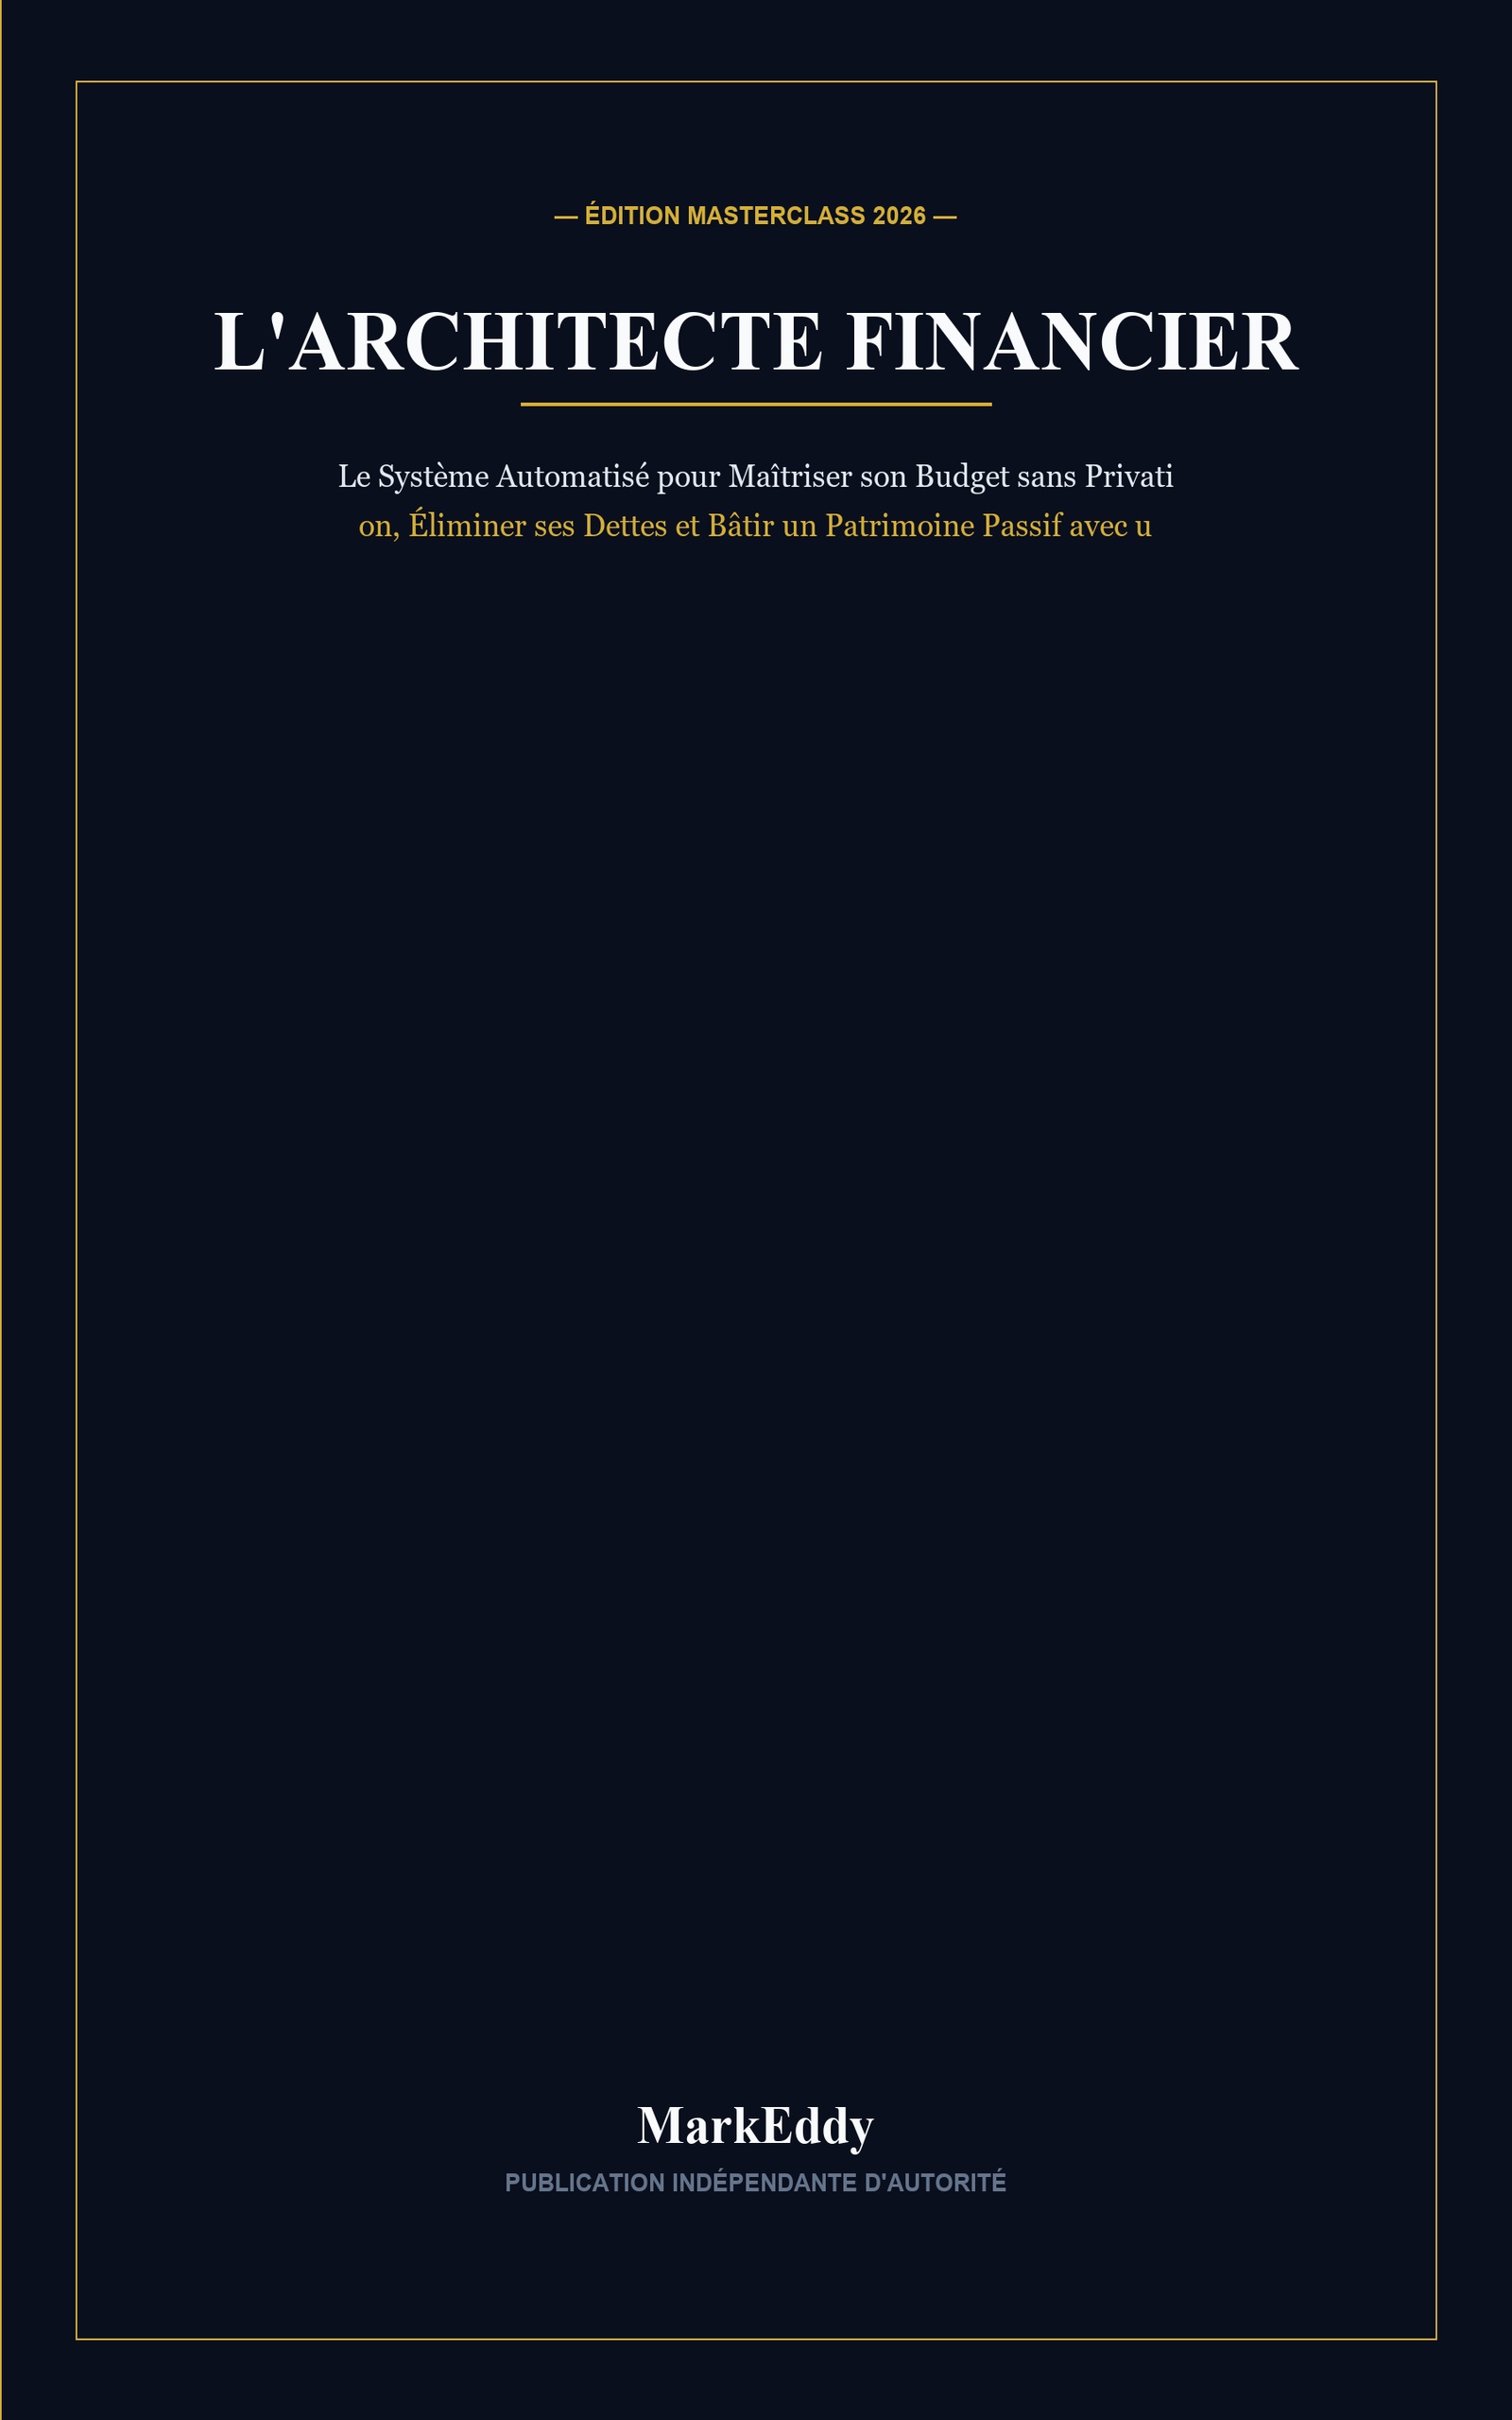 — ÉDITION MASTERCLASS 2026 —
L'ARCHITECTE FINANCIER
Le Système Automatisé pour Maîtriser son Budget sans Privati
on, Éliminer ses Dettes et Bâtir un Patrimoine Passif avec u
MarkEddy
PUBLICATION INDÉPENDANTE D'AUTORITÉ